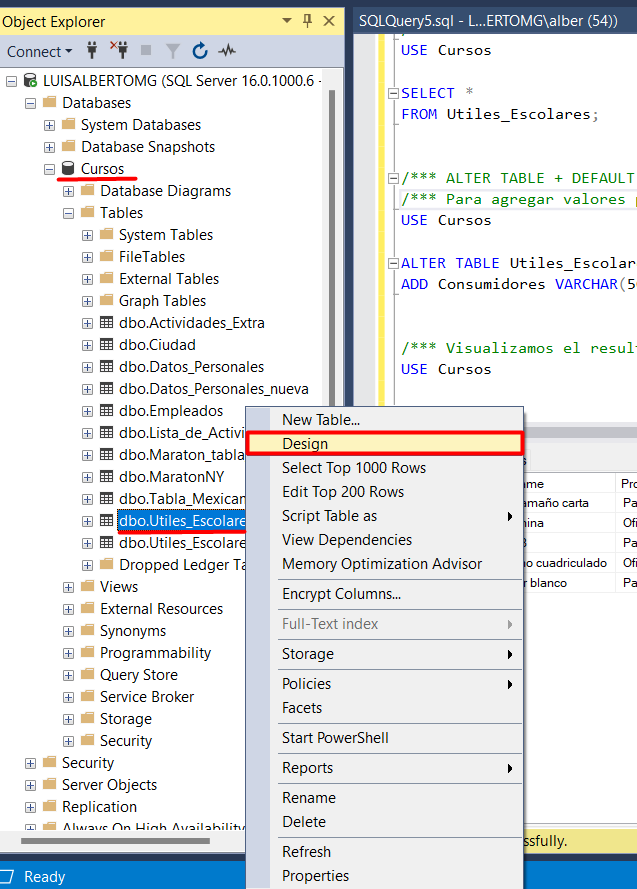 Object Explorer
Connect
LUISALBERTOMG (SQL Server 16.0.1000.6 -
Databases
System Databases
Database Snapshots
Cursos
Database Diagrams
Tables
System Tables
FileTables
External Tables
Graph Tables
dbo.Actividades_Extra
dbo.Ciudad
dbo.Datos_Personales
dbo.Datos_Personales_nueva
dbo.Empleados
dbo.Lista_de_Activi
dbo.Maraton_tabla
dbo.MaratonNY
dbo.Tabla_Mexican
dbo.Utiles_Escolare
dbo.Utiles_Escolare
Dropped Ledger Ta
Views
External Resources
Synonyms
Programmability
Query Store
Service Broker
Storage
Security
Security
Server Objects
Replication
Always On High Availability
Ready
New Table...
Design
Select Top 1000 Rows
Edit Top 200 Rows
Script Table as
View Dependencies
Memory Optimization Advisor
Encrypt Columns...
Full-Text index
Storage
Policies
Facets
Start PowerShell
Reports
Rename
Delete
Refresh
Properties
SQLQuery5.sql - L...ERTOMG\alber (54))
USE Cursos
SELECT *
FROM Utiles_Escolares;
/*** ALTER TABLE + DEFAULT
/*** Para agregar valores
USE Cursos
ALTER TABLE Utiles_Escolar
ADD Consumidores VARCHAR(5
/*** Visualizamos el result
USE Cursos
me Pro
amaño carta Pa
ina Ofi
3 Pa
o cuadriculado Ofi
r blanco Pa
ssfully.